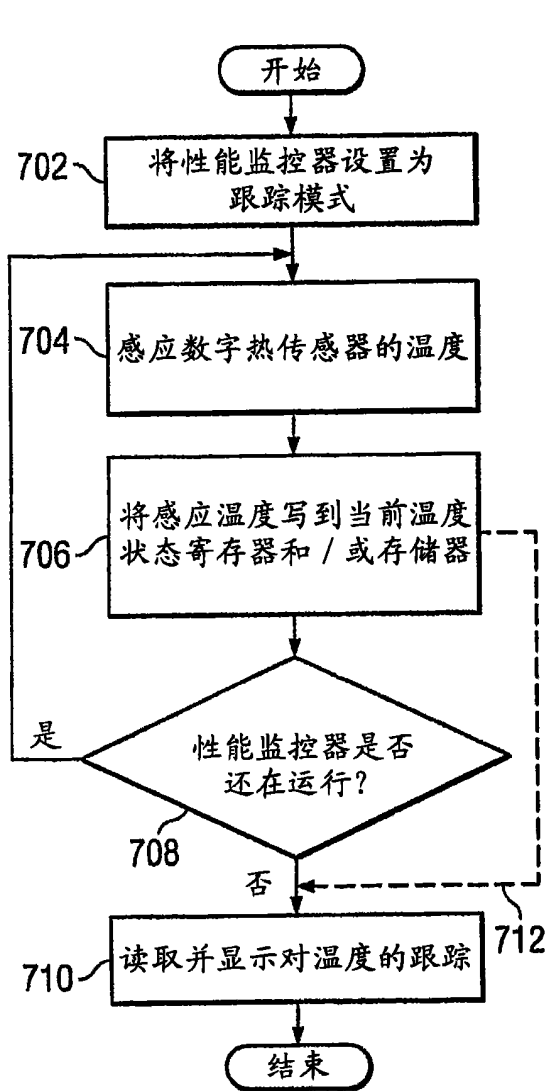 开始
702
将性能监控器设置为
跟踪模式
704
感应数字热传感器的温度
706
将感应温度写到当前温度
状态寄存器和 / 或存储器
是
性能监控器是否
还在运行?
708
否
712
710
读取并显示对温度的跟踪
结束